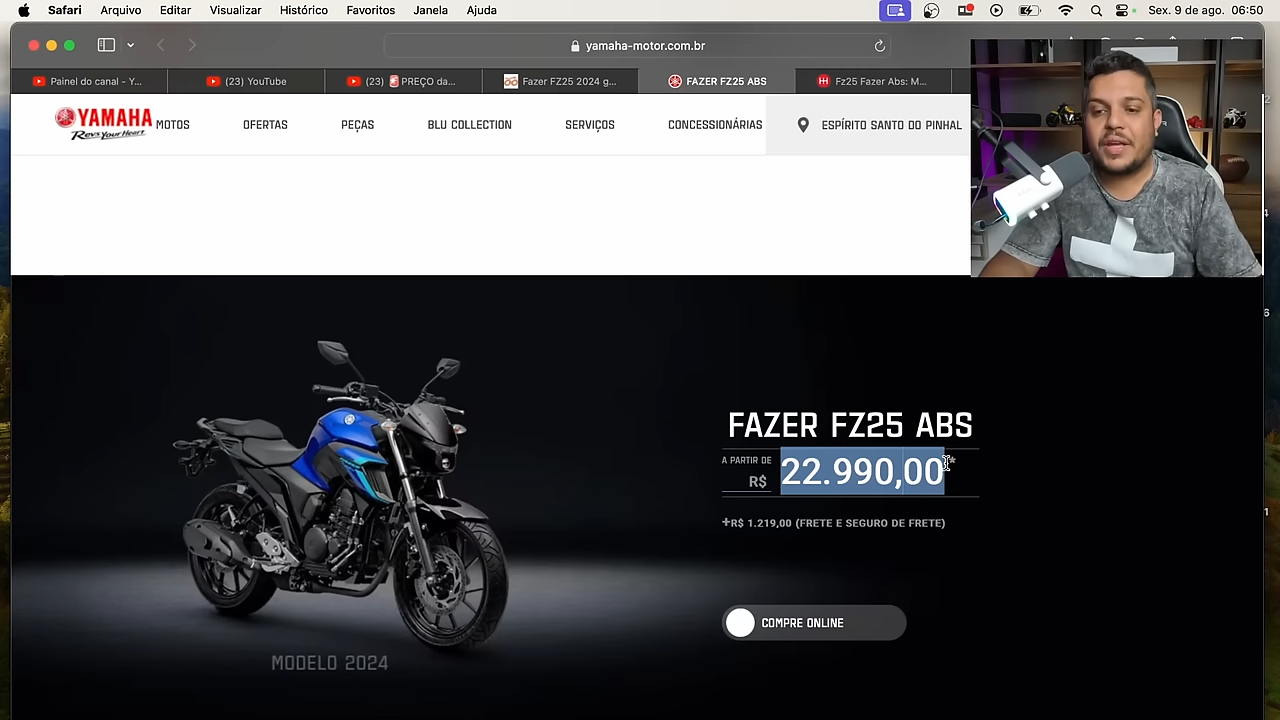 Safari Arquivo Editar Visualizar Histórico Favoritos Janela Ajuda Sex. 9 de ago. 06:50
yamaha-motor.com.br
Painel do canal - Y...
(23) YouTube
(23) 🚨PREÇO da...
Fazer FZ25 2024 g...
FAZER FZ25 ABS
Fz25 Fazer Abs: M...
YAMAHA
Revs Your Heart
MOTOS OFERTAS PEÇAS BLU COLLECTION SERVIÇOS CONCESSIONÁRIAS ESPÍRITO SANTO DO PINHAL
FAZER FZ25 ABS
A PARTIR DE
R$ 22.990,00*
+R$ 1.219,00 (FRETE E SEGURO DE FRETE)
COMPRE ONLINE
MODELO 2024